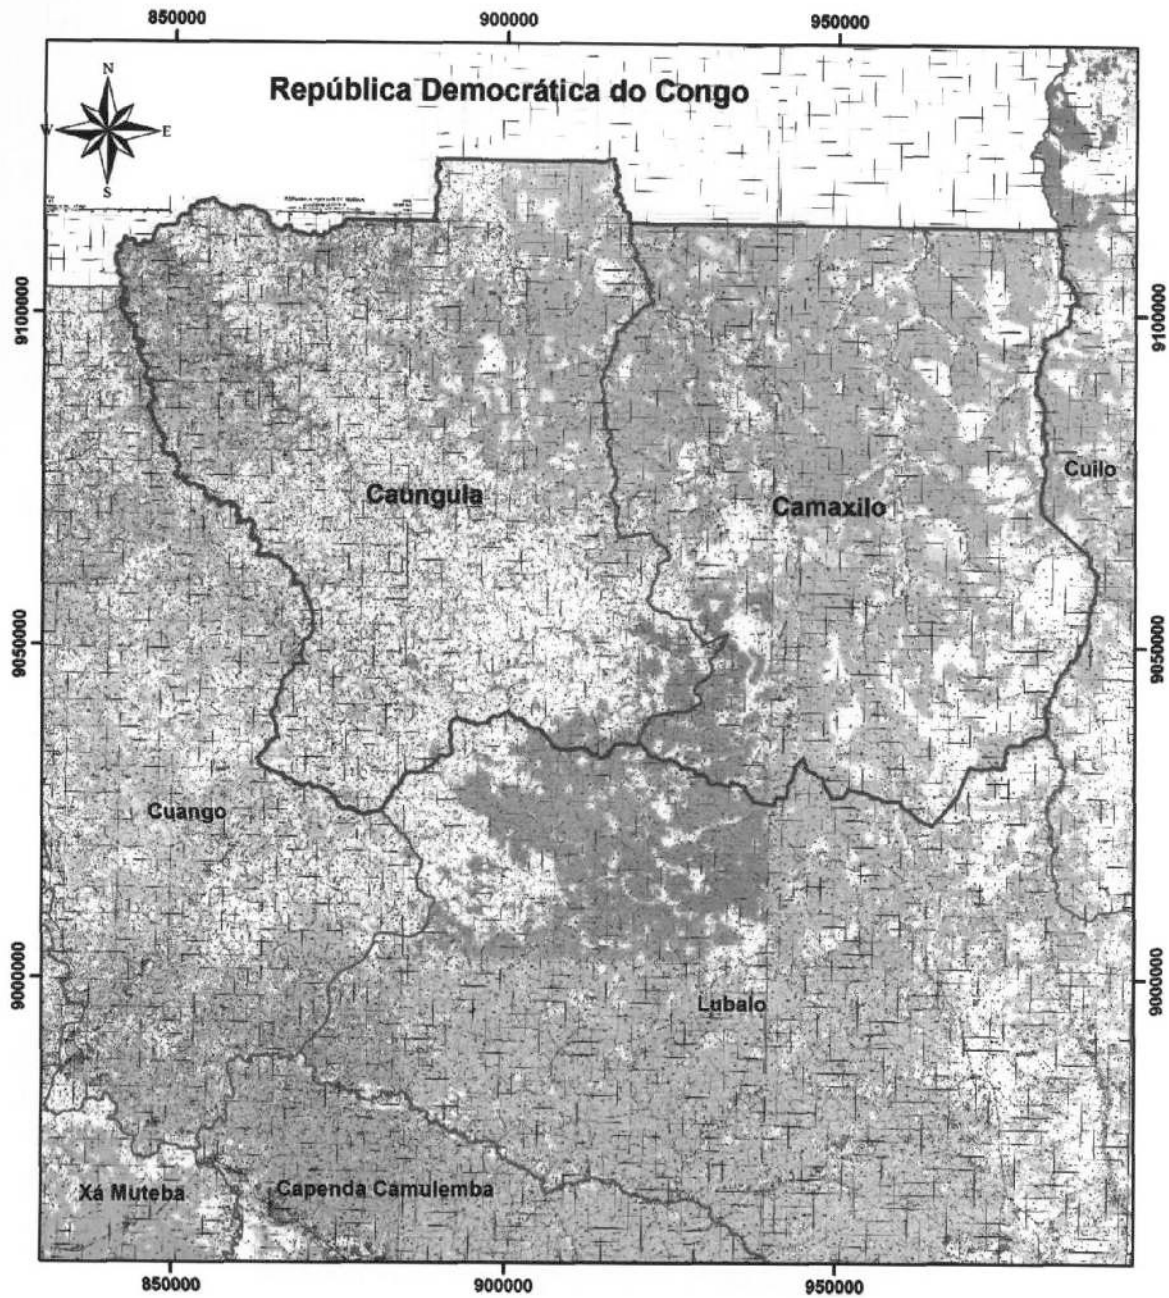 850000 900000 950000
N
República Democrática do Congo
W E
S
9100000 9100000
Cuilo
Caungula
Camaxilo
9050000 9050000
Cuango
9000000 9000000
Lubalo
Xá Muteba
Capenda Camulemba
850000 900000 950000